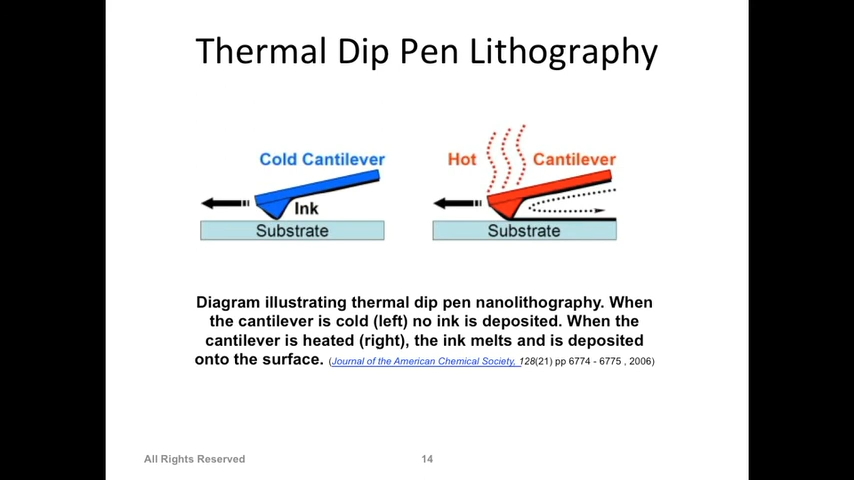 Thermal Dip Pen Lithography
Cold Cantilever
Ink
Substrate
Hot Cantilever
Substrate
Diagram illustrating thermal dip pen nanolithography. When
the cantilever is cold (left) no ink is deposited. When the
cantilever is heated (right), the ink melts and is deposited
onto the surface. (Journal of the American Chemical Society, 128(21) pp 6774 - 6775 , 2006)
All Rights Reserved
14